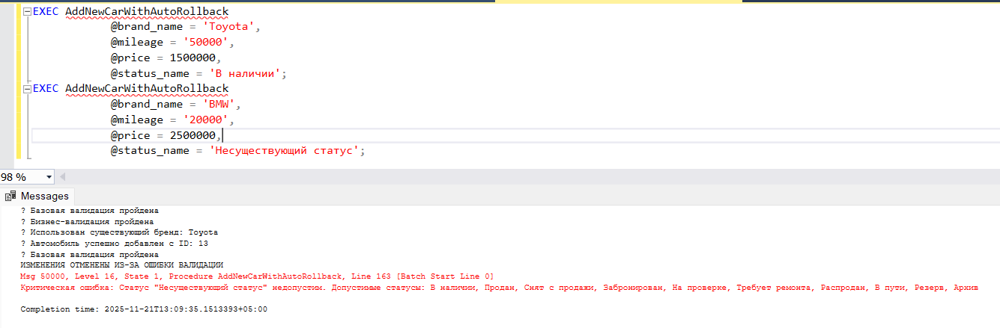 EXEC AddNewCarWithAutoRollback
@brand_name = 'Toyota',
@mileage = '50000',
@price = 1500000,
@status_name = 'В наличии';
EXEC AddNewCarWithAutoRollback
@brand_name = 'BMW',
@mileage = '20000',
@price = 2500000,
@status_name = 'Несуществующий статус';
98 %
Messages
? Базовая валидация пройдена
? Бизнес-валидация пройдена
? Использован существующий бренд: Toyota
? Автомобиль успешно добавлен с ID: 13
? Базовая валидация пройдена
ИЗМЕНЕНИЯ ОТМЕНЕНЫ ИЗ-ЗА ОШИБКИ ВАЛИДАЦИИ
Msg 50000, Level 16, State 1, Procedure AddNewCarWithAutoRollback, Line 163 [Batch Start Line 0]
Критическая ошибка: Статус "Несуществующий статус" недопустим. Допустимые статусы: В наличии, Продан, Снят с продажи, Забронирован, На проверке, Требует ремонта, Распродан, В пути, Резерв, Архив
Completion time: 2025-11-21T13:09:35.1513393+05:00